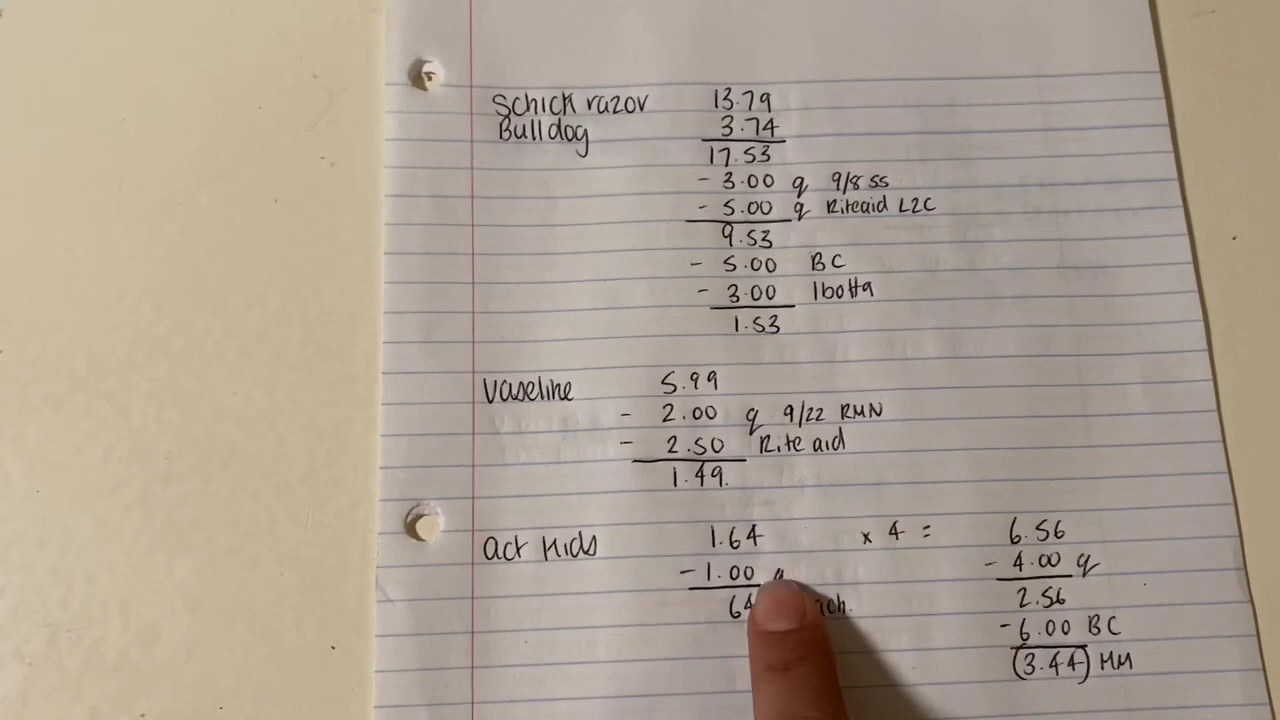 Schick razor 13.79
Bulldog 3.74
17.53
- 3.00 q 9/8 SS
- 5.00 q Riteaid L2C
9.53
- 5.00 BC
- 3.00 Ibotta
1.53
Vaseline 5.99
- 2.00 q 9/22 RMN
- 2.50 Rite aid
1.49.
act Kids 1.64 x 4 = 6.56
- 1.00 - 4.00 q
64 2.56
- 6.00 BC
(3.44) MM